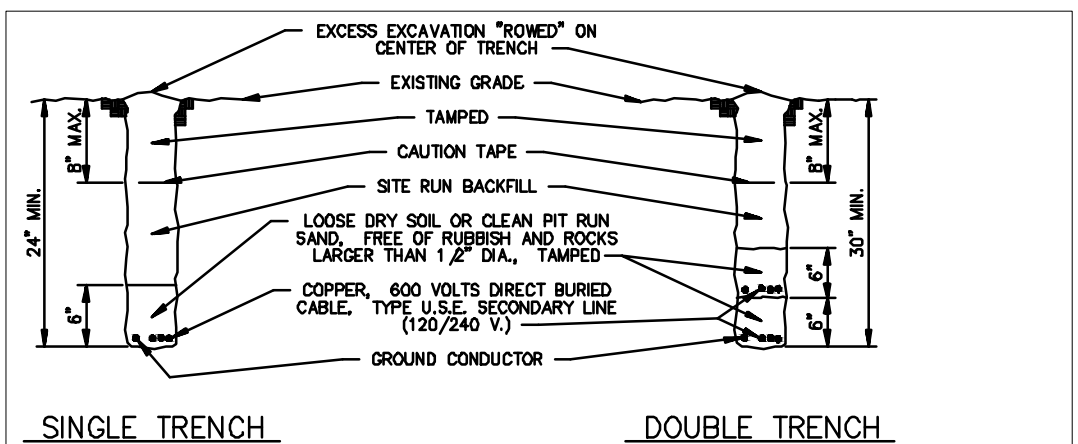 EXCESS EXCAVATION "ROWED" ON
CENTER OF TRENCH
EXISTING GRADE
TAMPED
8" MAX.
8" MAX.
CAUTION TAPE
SITE RUN BACKFILL
24" MIN.
30" MIN.
LOOSE DRY SOIL OR CLEAN PIT RUN
SAND, FREE OF RUBBISH AND ROCKS
LARGER THAN 1/2" DIA., TAMPED
6"
6"
6"
COPPER, 600 VOLTS DIRECT BURIED
CABLE, TYPE U.S.E. SECONDARY LINE
(120/240 V.)
GROUND CONDUCTOR
SINGLE TRENCH
DOUBLE TRENCH